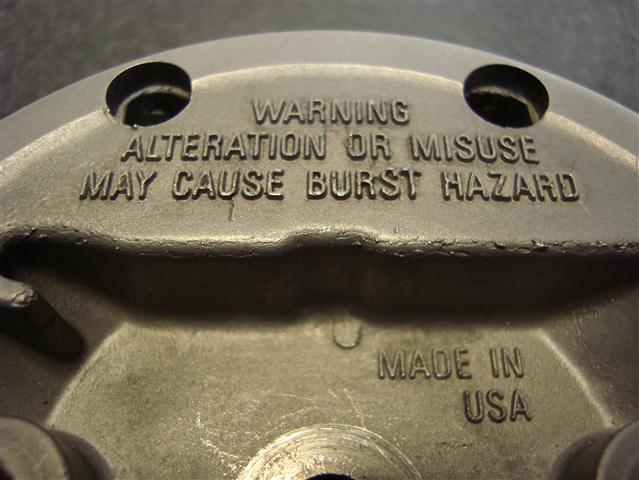 WARNING
ALTERATION OR MISUSE
MAY CAUSE BURST HAZARD
MADE IN
USA